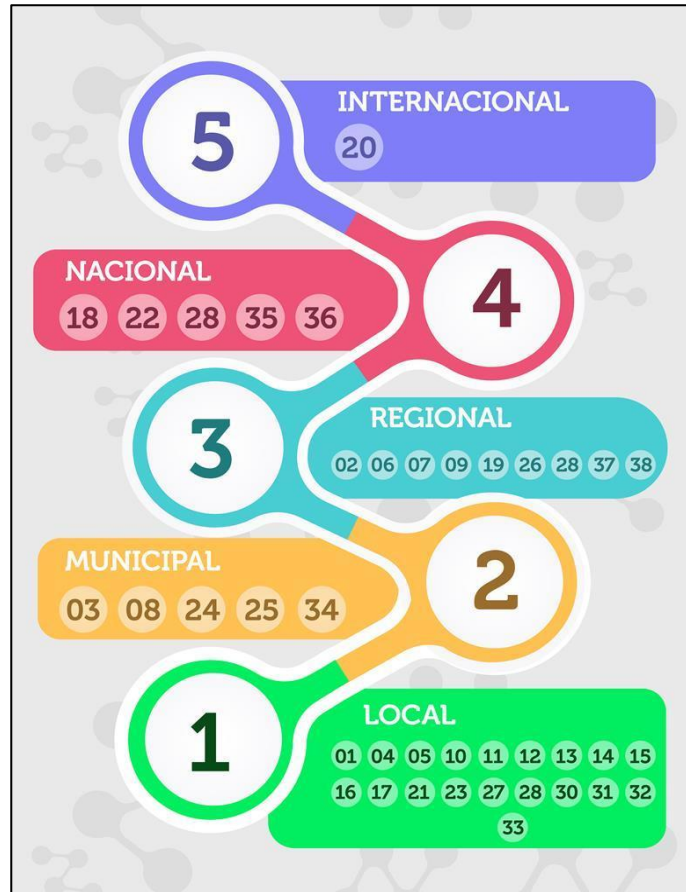 5
INTERNACIONAL
20
NACIONAL
18 22 28 35 36
4
3
REGIONAL
02 06 07 09 19 26 28 37 38
MUNICIPAL
03 08 24 25 34
2
1
LOCAL
01 04 05 10 11 12 13 14 15
16 17 21 23 27 28 30 31 32
33